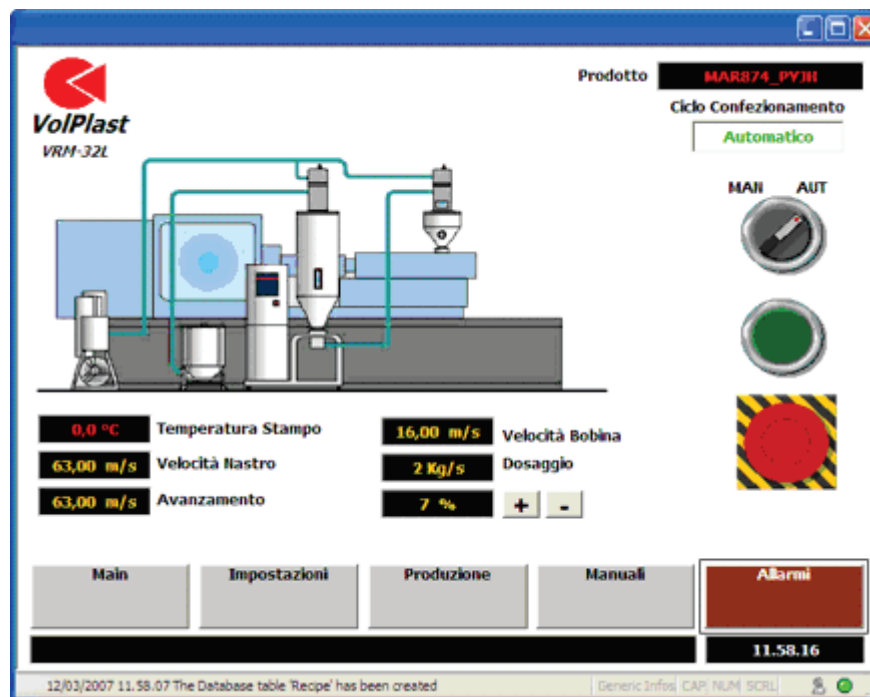 Prodotto MAR874_PYJH
VolPlast
VRM-32L
Ciclo Confezionamento
Automatico
MAN AUT
0,0 °C Temperatura Stampo 16,00 m/s Velocità Bobina
63,00 m/s Velocità Nastro 2 Kg/s Dosaggio
63,00 m/s Avanzamento 7 % + -
Main Impostazioni Produzione Manuali Allarmi
11.58.16
12/03/2007 11.58.07 The Database table 'Recipe' has been created Generic Infos CAP NUM SCRL